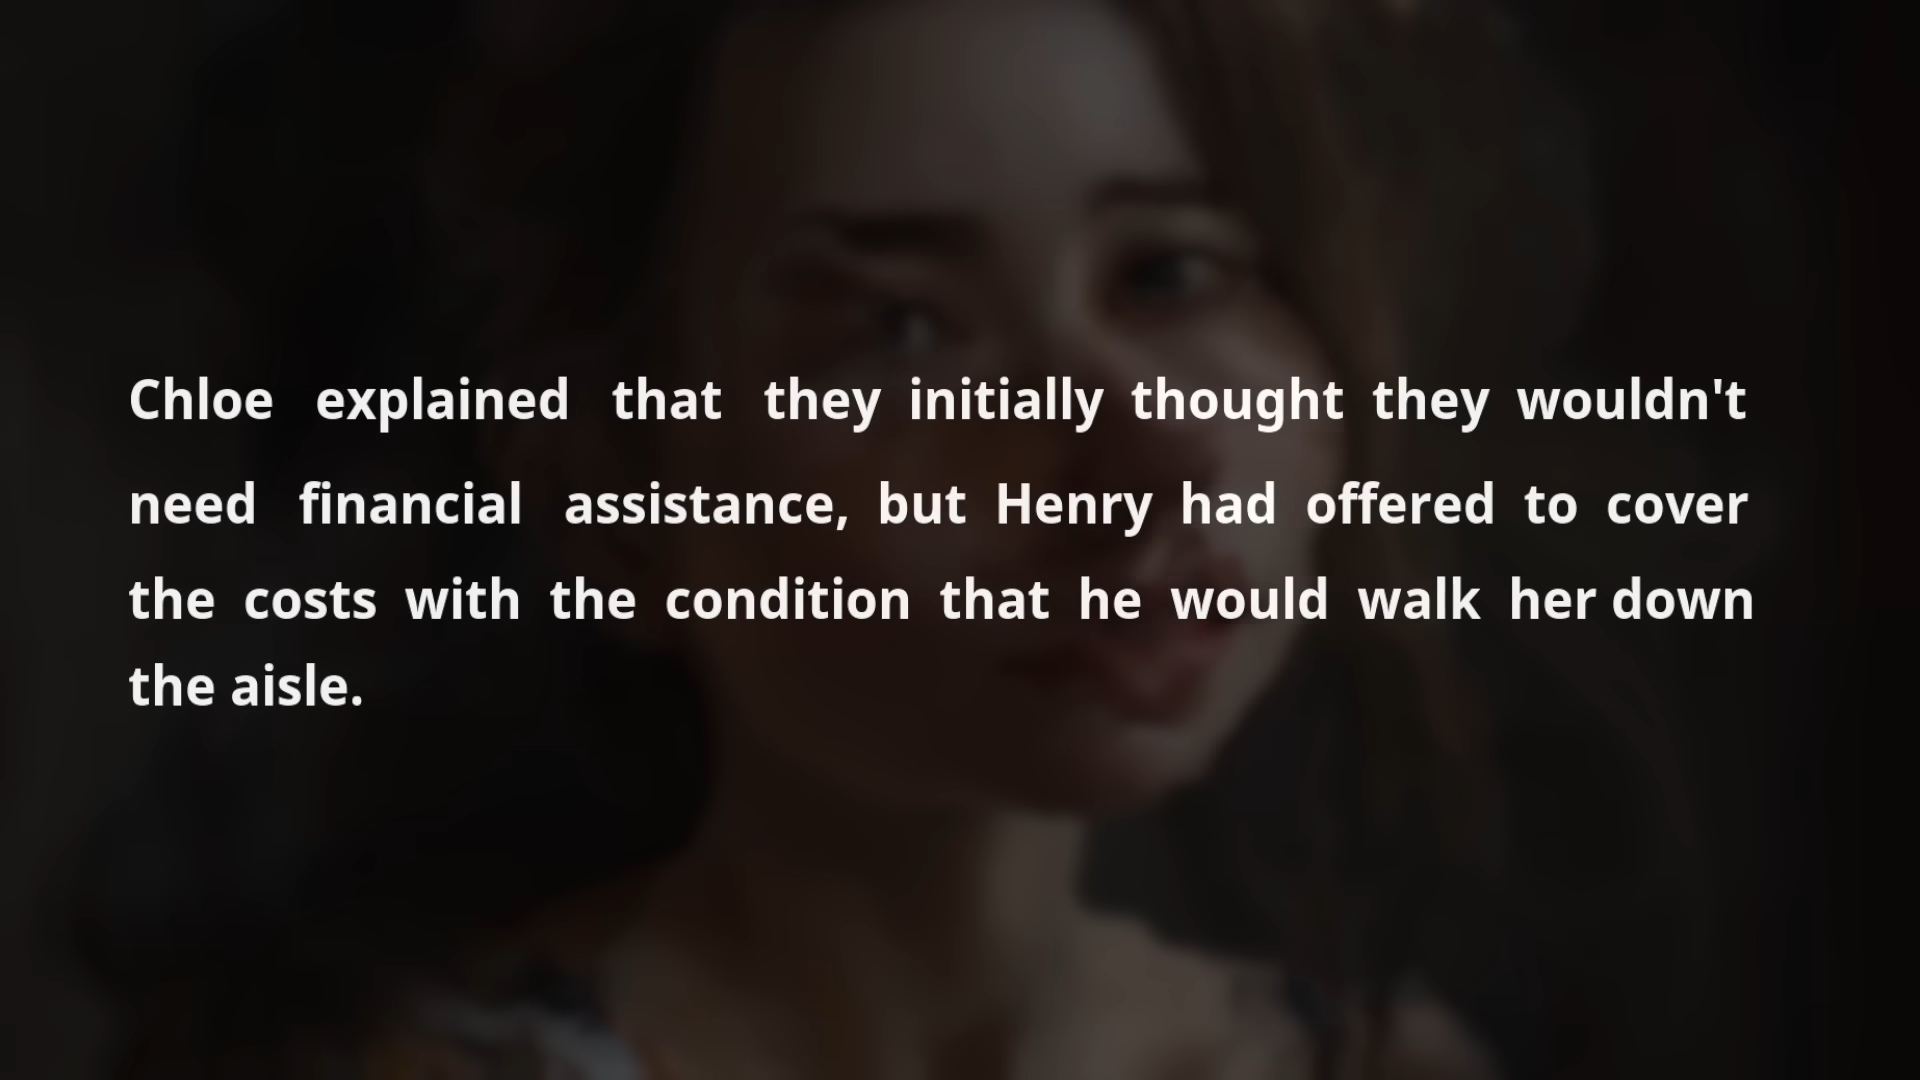 Chloe explained that they initially thought they wouldn't
need financial assistance, but Henry had offered to cover
the costs with the condition that he would walk her down
the aisle.